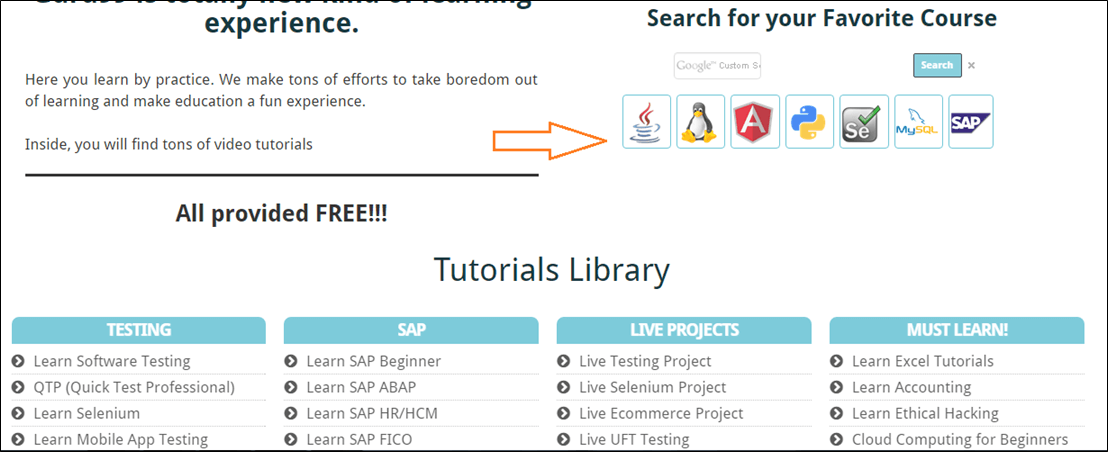 experience.
Here you learn by practice. We make tons of efforts to take boredom out
of learning and make education a fun experience.
Inside, you will find tons of video tutorials
All provided FREE!!!
Search for your Favorite Course
Google™ Custom Se
Search ×
Se
MySQL
SAP
Tutorials Library
TESTING
Learn Software Testing
QTP (Quick Test Professional)
Learn Selenium
Learn Mobile App Testing
SAP
Learn SAP Beginner
Learn SAP ABAP
Learn SAP HR/HCM
Learn SAP FICO
LIVE PROJECTS
Live Testing Project
Live Selenium Project
Live Ecommerce Project
Live UFT Testing
MUST LEARN!
Learn Excel Tutorials
Learn Accounting
Learn Ethical Hacking
Cloud Computing for Beginners